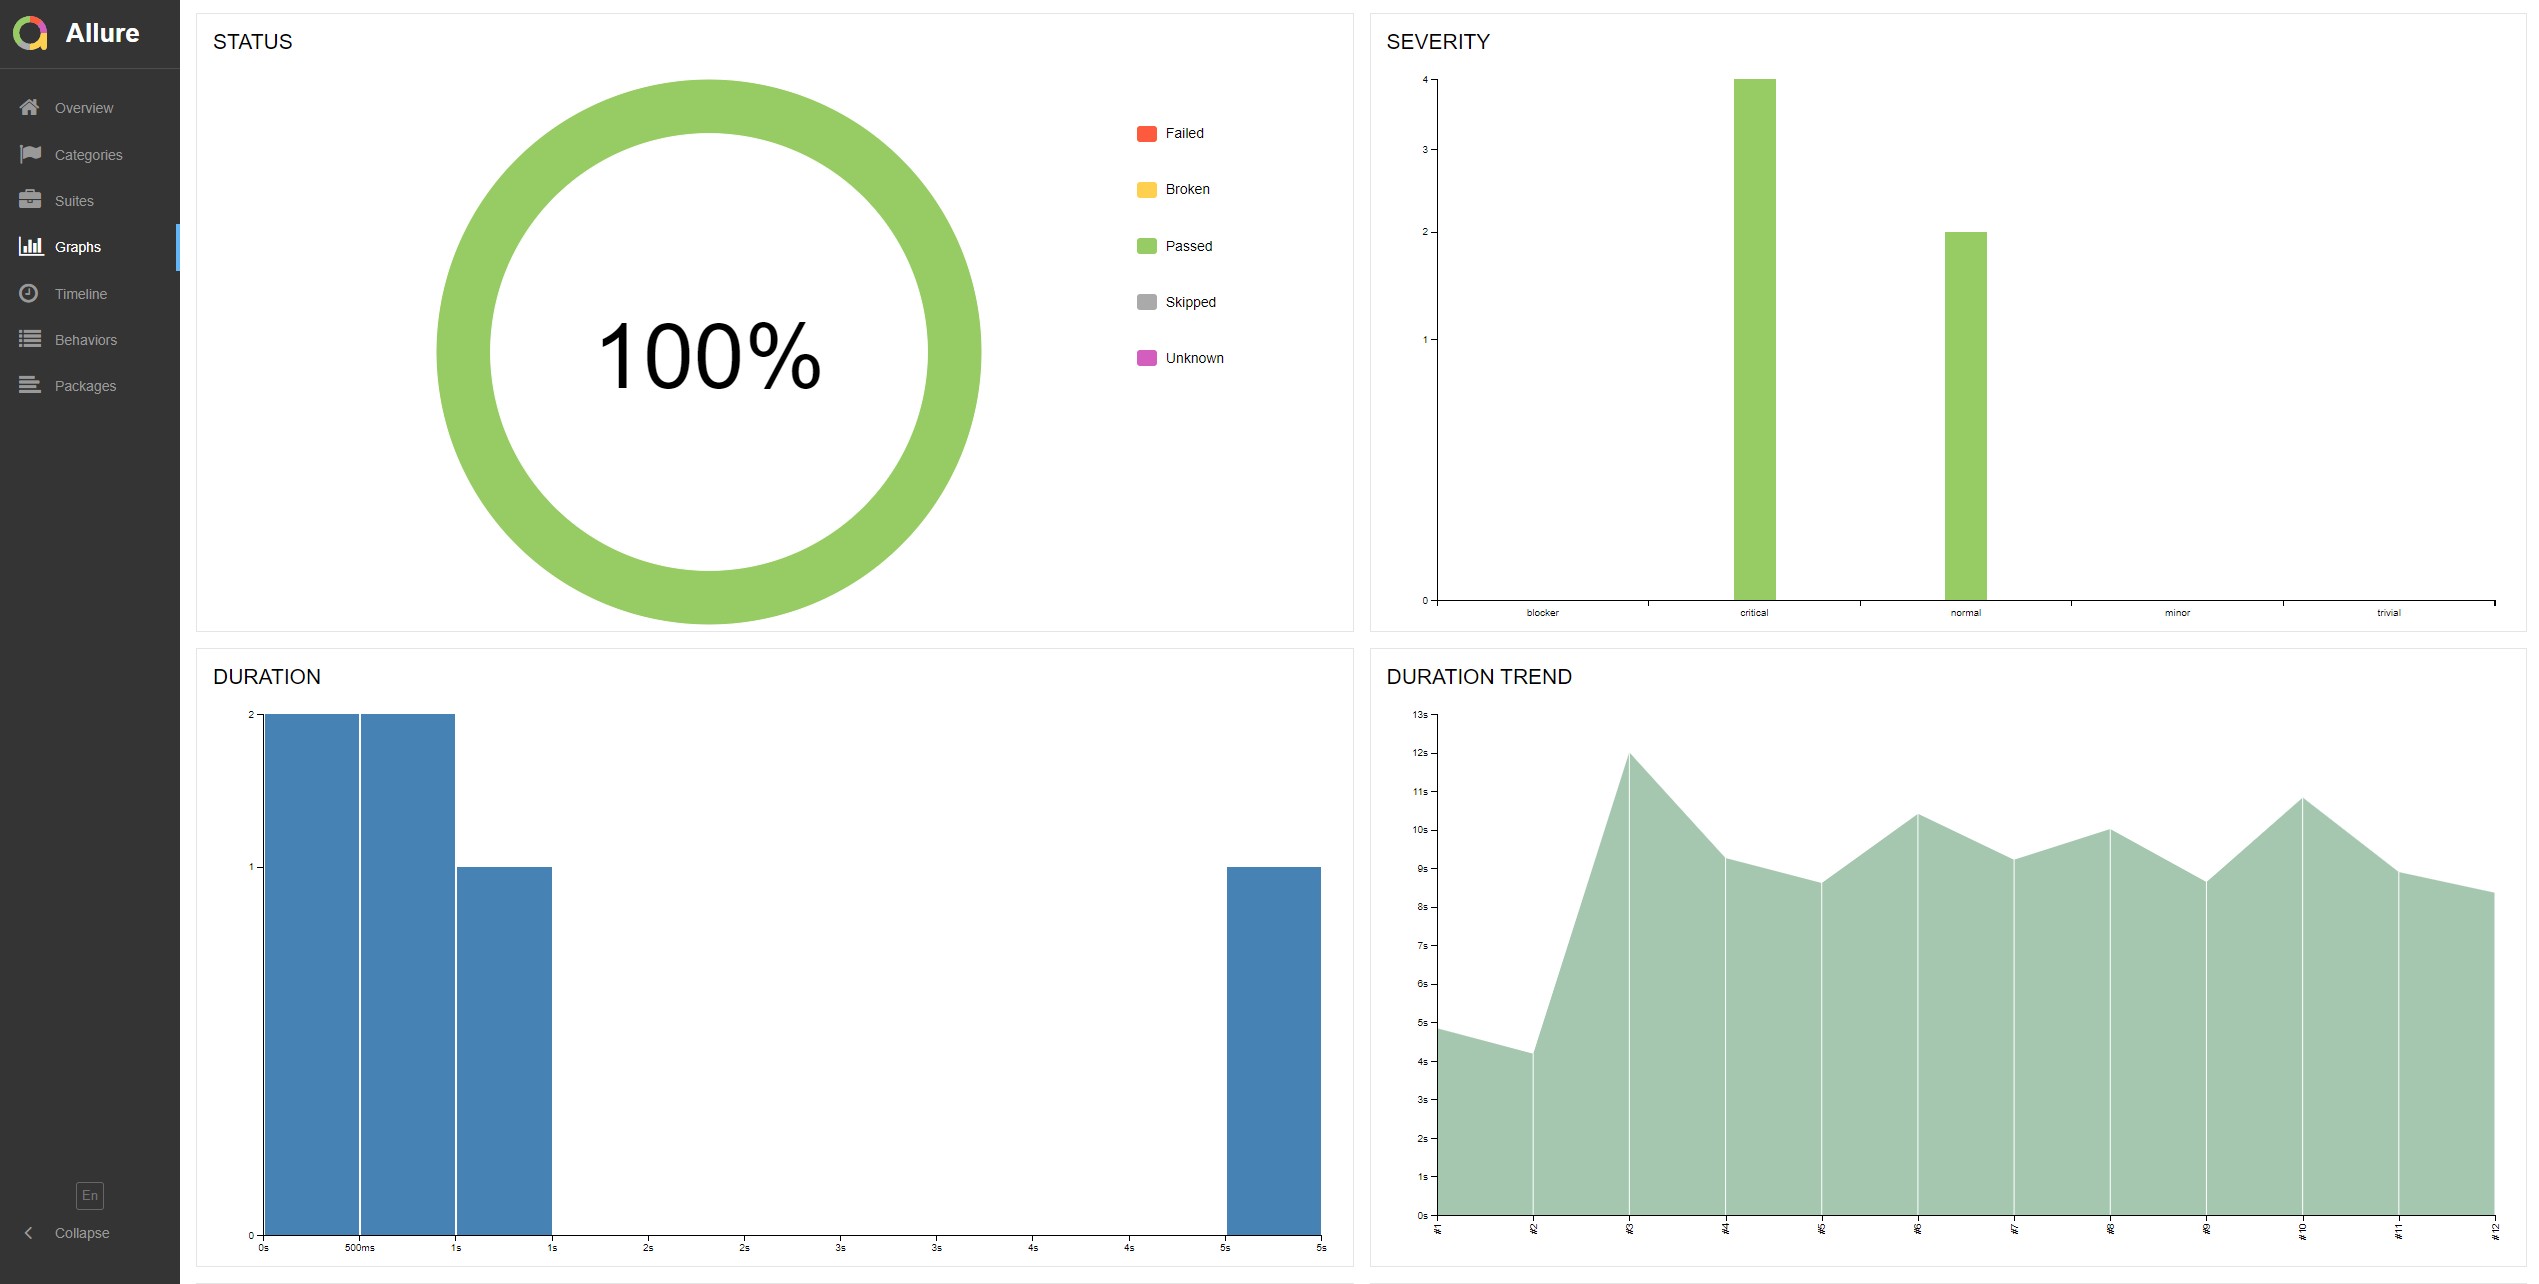 Allure
Overview
Categories
Suites
Graphs
Timeline
Behaviors
Packages
En
Collapse
STATUS
100%
Failed
Broken
Passed
Skipped
Unknown
SEVERITY
4
3
2
1
0
blocker critical normal minor trivial
DURATION
2
1
0
0s 500ms 1s 1s 2s 2s 3s 3s 4s 4s 5s 5s
DURATION TREND
13s
12s
11s
10s
9s
8s
7s
6s
5s
4s
3s
2s
1s
0s
#1 #2 #3 #4 #5 #6 #7 #8 #9 #10 #11 #12